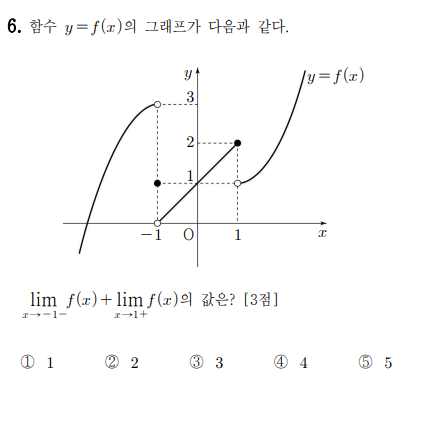 6. 함수 y=f(x)의 그래프가 다음과 같다.
y
y=f(x)
3
2
1
-1 O 1 x
lim f(x)+lim f(x)의 값은? [3점]
x→-1- x→1+
① 1 ② 2 ③ 3 ④ 4 ⑤ 5